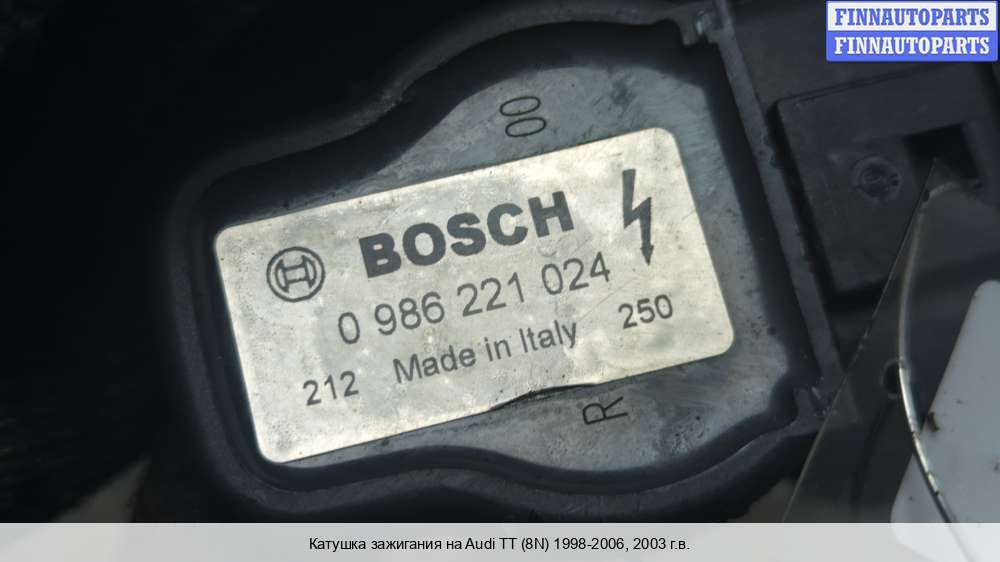 FINNAUTOPARTS
FINNAUTOPARTS
00
BOSCH
0 986 221 024
212 Made in Italy 250
R
Катушка зажигания на Audi TT (8N) 1998-2006, 2003 г.в.